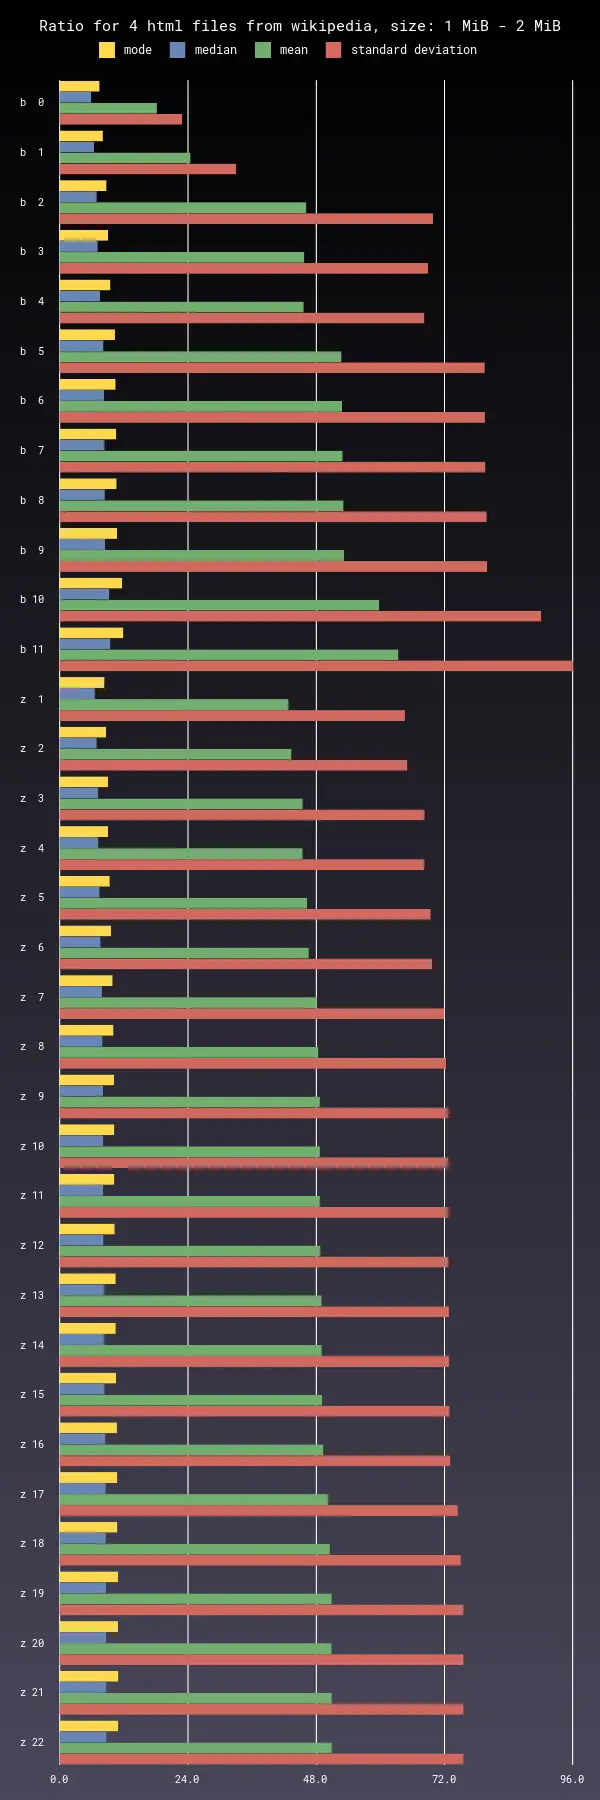 Ratio for 4 html files from wikipedia, size: 1 MiB - 2 MiB
mode median mean standard deviation
b 0
b 1
b 2
b 3
b 4
b 5
b 6
b 7
b 8
b 9
b 10
b 11
z 1
z 2
z 3
z 4
z 5
z 6
z 7
z 8
z 9
z 10
z 11
z 12
z 13
z 14
z 15
z 16
z 17
z 18
z 19
z 20
z 21
z 22
0.0 24.0 48.0 72.0 96.0